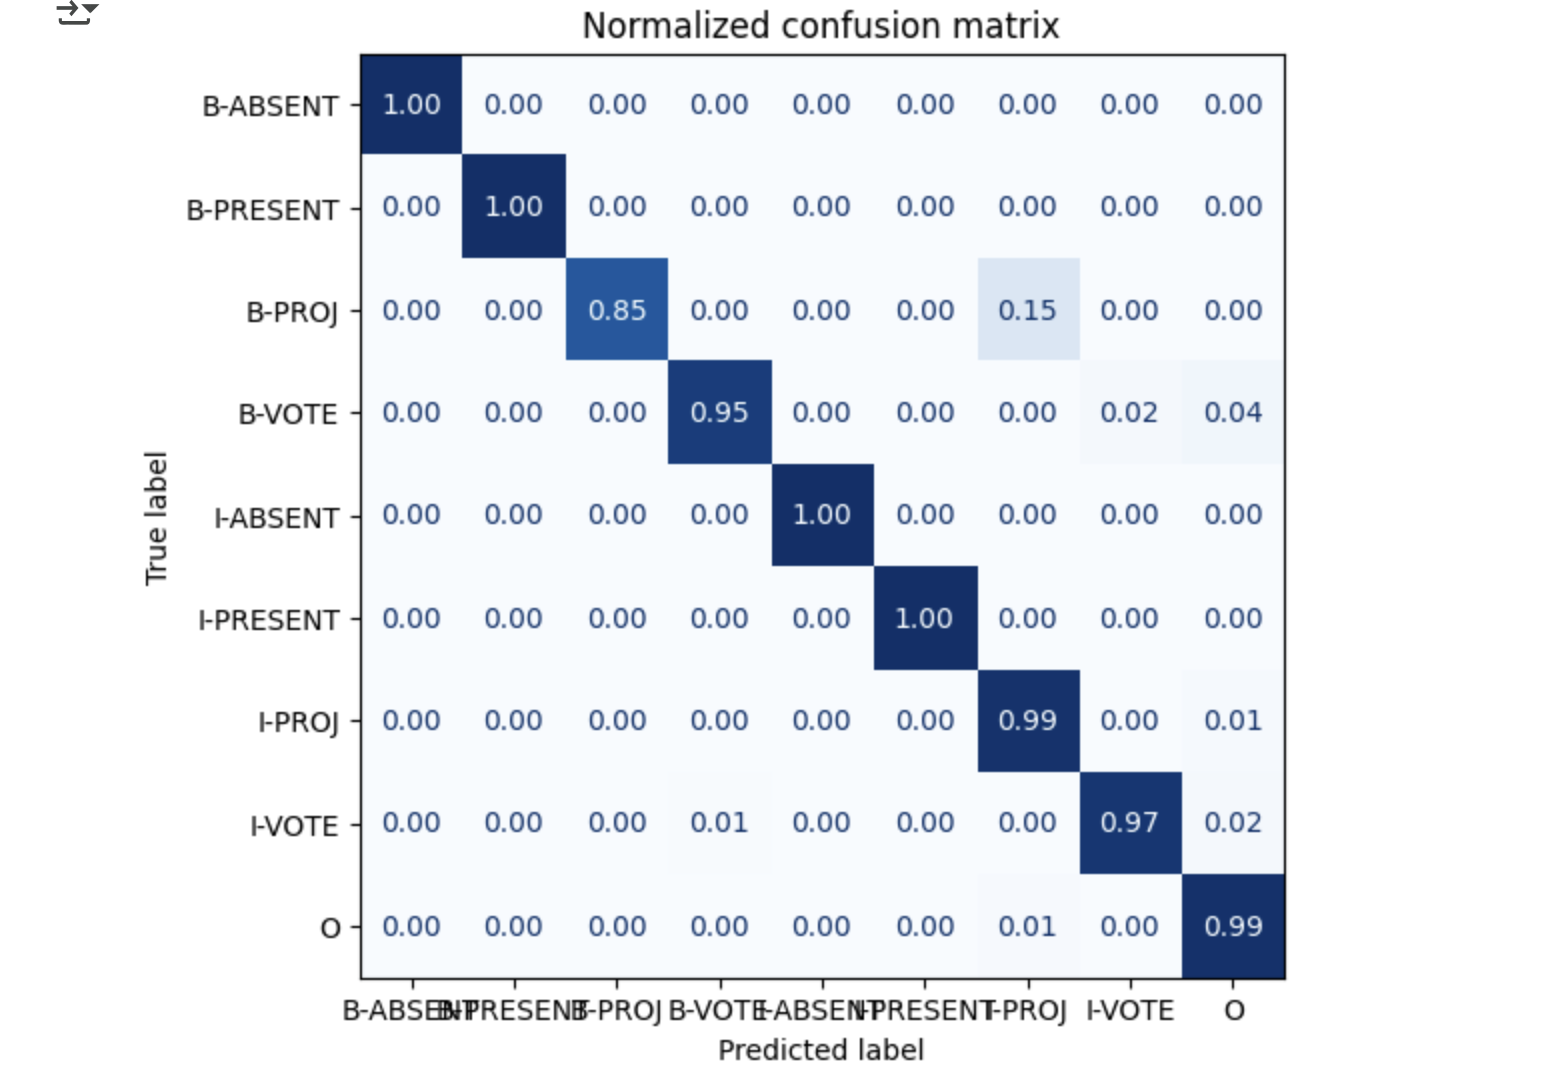 Normalized confusion matrix
B-ABSENT 1.00 0.00 0.00 0.00 0.00 0.00 0.00 0.00 0.00
B-PRESENT 0.00 1.00 0.00 0.00 0.00 0.00 0.00 0.00 0.00
B-PROJ 0.00 0.00 0.85 0.00 0.00 0.00 0.15 0.00 0.00
B-VOTE 0.00 0.00 0.00 0.95 0.00 0.00 0.00 0.02 0.04
I-ABSENT 0.00 0.00 0.00 0.00 1.00 0.00 0.00 0.00 0.00
I-PRESENT 0.00 0.00 0.00 0.00 0.00 1.00 0.00 0.00 0.00
I-PROJ 0.00 0.00 0.00 0.00 0.00 0.00 0.99 0.00 0.01
I-VOTE 0.00 0.00 0.00 0.01 0.00 0.00 0.00 0.97 0.02
O 0.00 0.00 0.00 0.00 0.00 0.00 0.01 0.00 0.99
True label
B-ABSENT B-PRESENT B-PROJ B-VOTE I-ABSENT I-PRESENT I-PROJ I-VOTE O
Predicted label